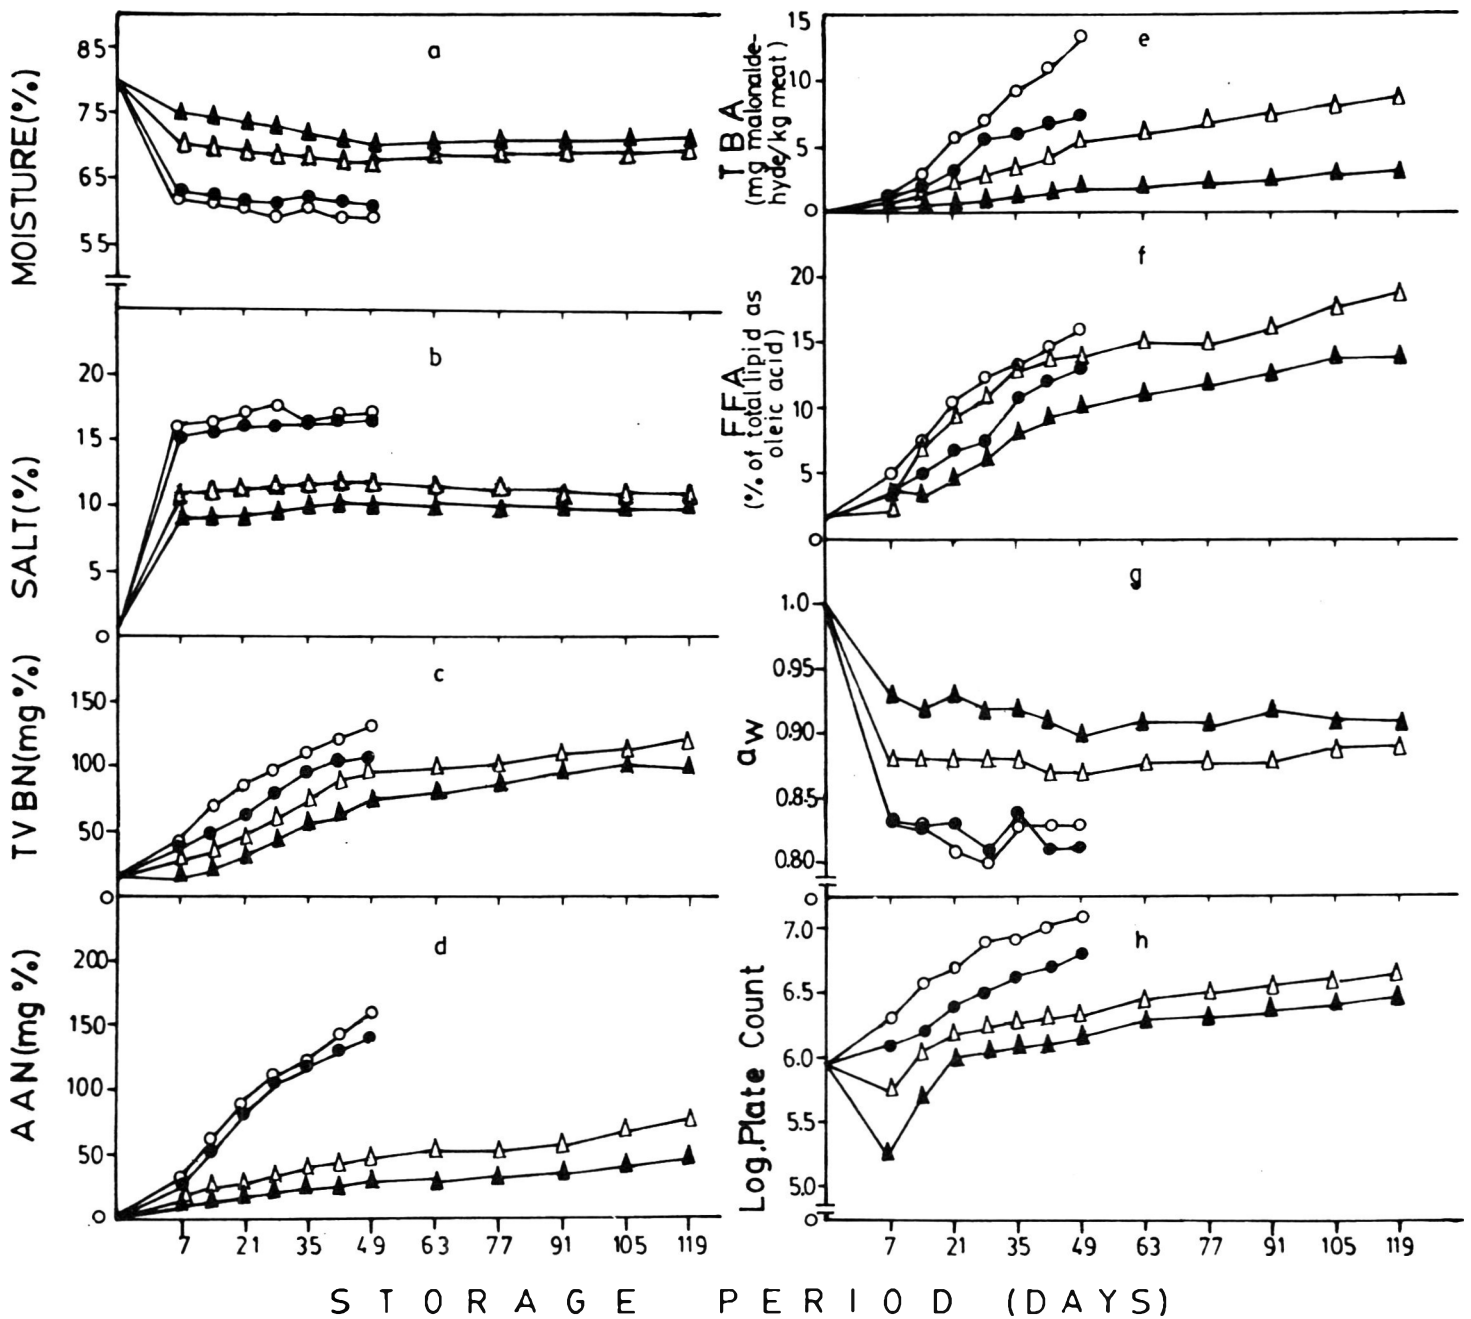 a
MOISTURE(%)
85
75
65
55
b
SALT(%)
20
15
10
5
0
c
TVBN(mg %)
150
100
50
0
d
AAN(mg %)
200
150
100
50
0
7 21 35 49 63 77 91 105 119
e
TBA
(mg malonalde-
hyde/kg meat)
15
10
5
0
f
FFA
(% of total lipid as
oleic acid)
20
15
10
5
0
g
aw
1.0
0.95
0.90
0.85
0.80
0
h
Log.Plate Count
7.0
6.5
6.0
5.5
5.0
0
7 21 35 49 63 77 91 105 119
STORAGE PERIOD (DAYS)